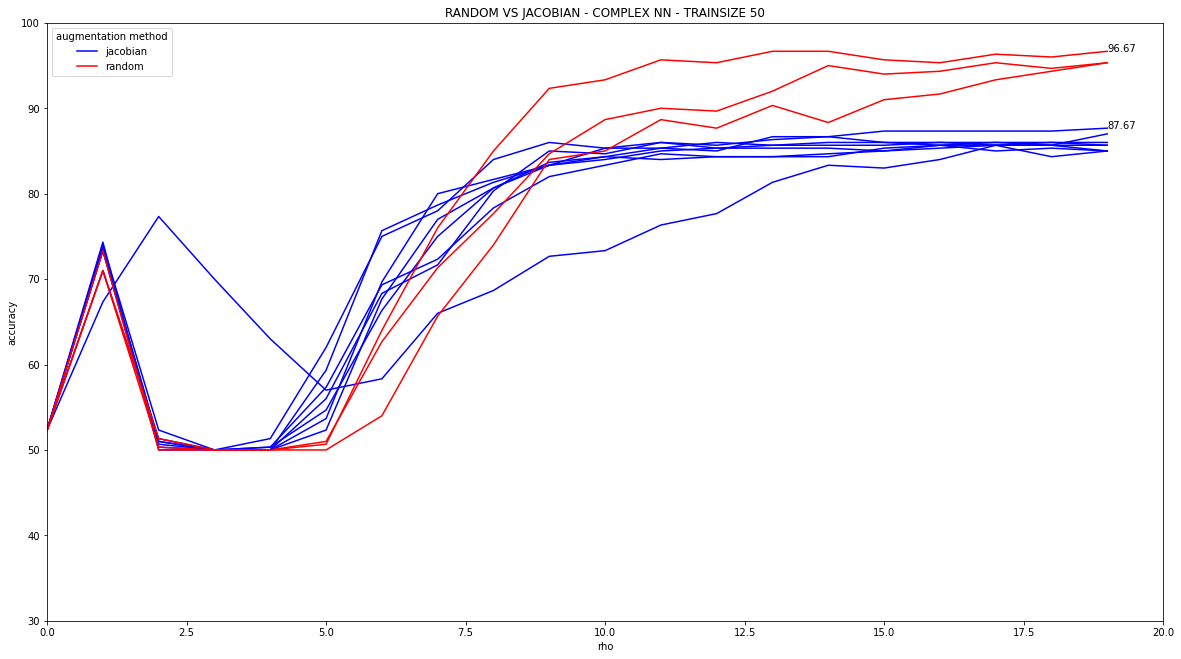 RANDOM VS JACOBIAN - COMPLEX NN - TRAINSIZE 50
100
augmentation method
jacobian
random
96.67
90
87.67
80
70
accuracy
60
50
40
30
0.0 2.5 5.0 7.5 10.0 12.5 15.0 17.5 20.0
rho